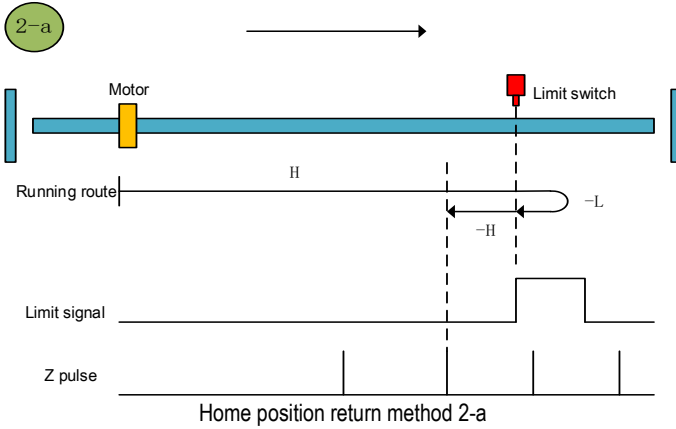 2-a
Motor
Limit switch
H
Running route
-L
-H
Limit signal
Z pulse
Home position return method 2-a